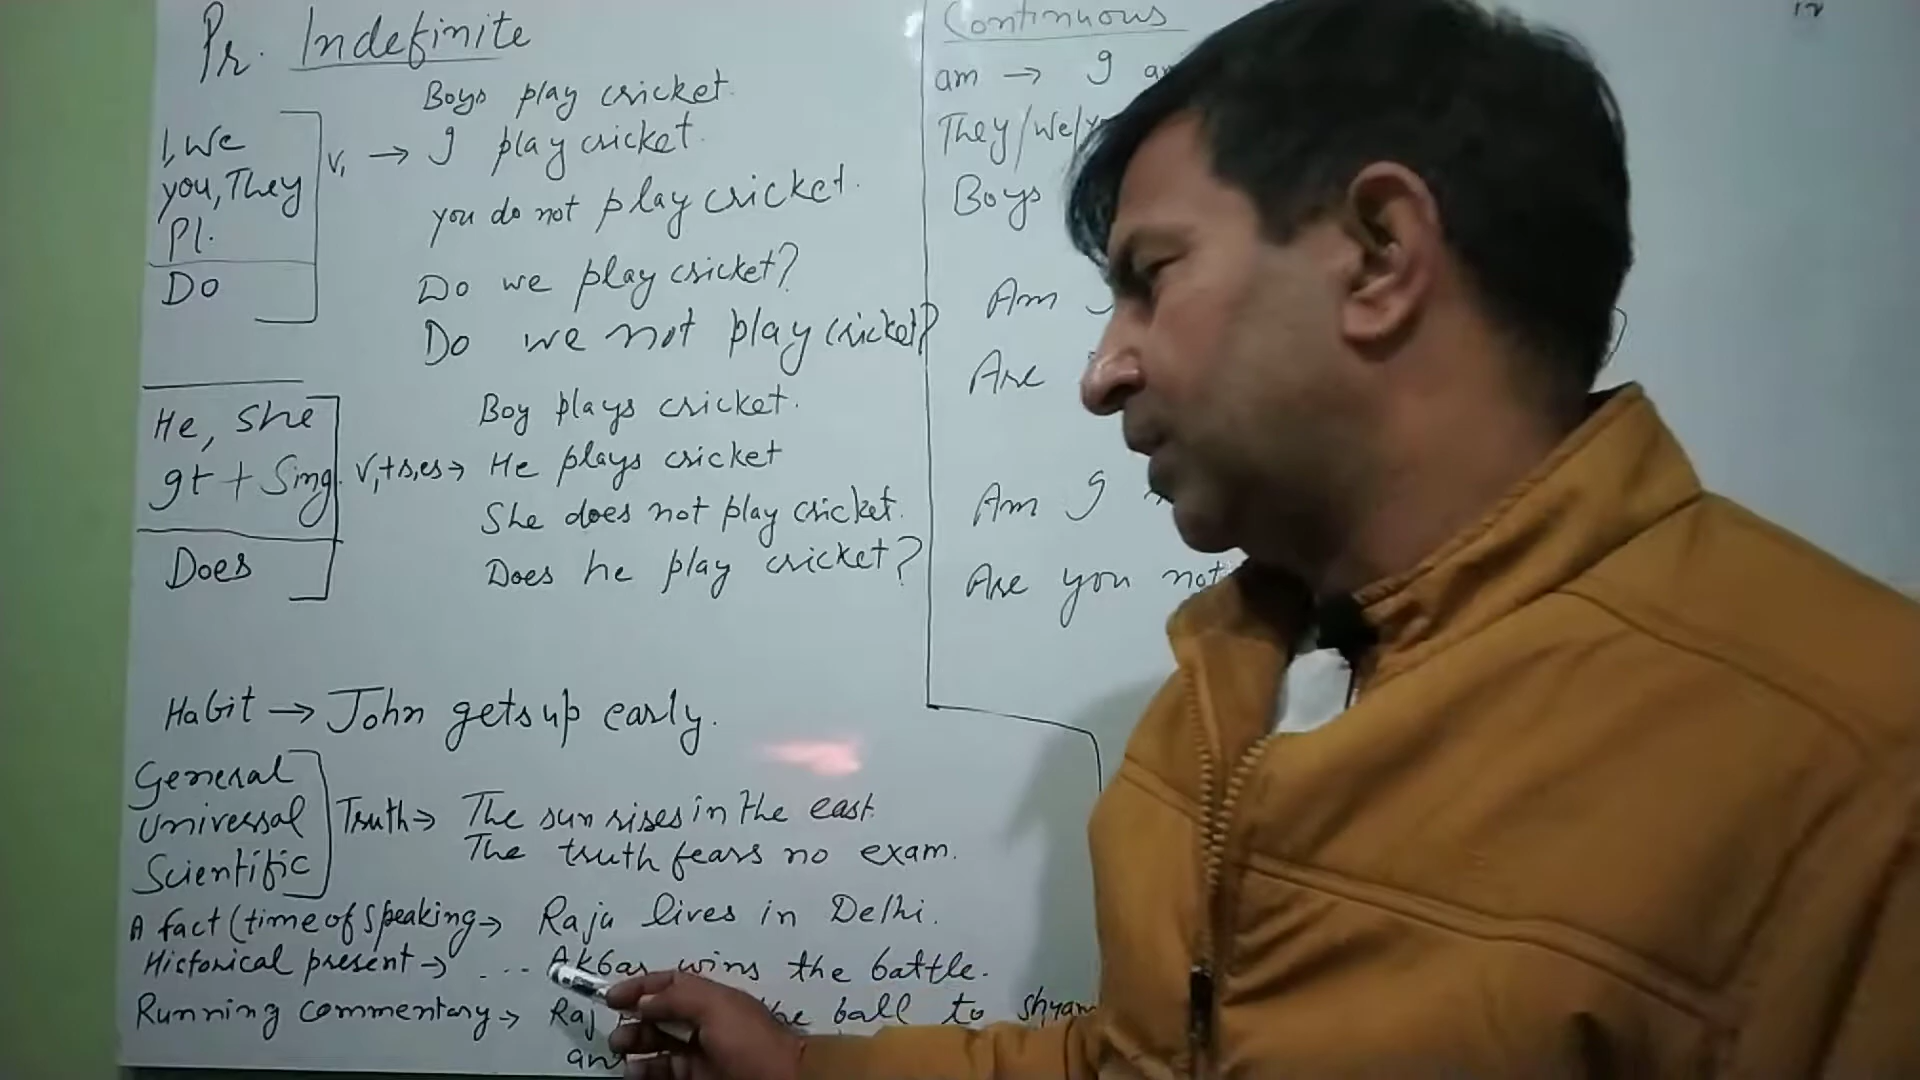 Pr. Indefinite
Boys play cricket.
I, We
you, They
Pl.
V1 → I play cricket.
you do not play cricket.
Do
Do we play cricket?
Do we not play cricket?
He, She
It + Sing.
V1+s,es →
Boy plays cricket.
He plays cricket
She does not play cricket.
Does
Does he play cricket?
Habit → John gets up early.
General
Universal
Scientific
Truth → The sun rises in the east.
The truth fears no exam.
A fact (time of speaking → Raju lives in Delhi.
Historical present → ... Akbar wins the battle.
Running commentary → Raj the ball to Shyam
Continuous
am → I
They/We/
Boys
Am
Are
Am I
Are you not